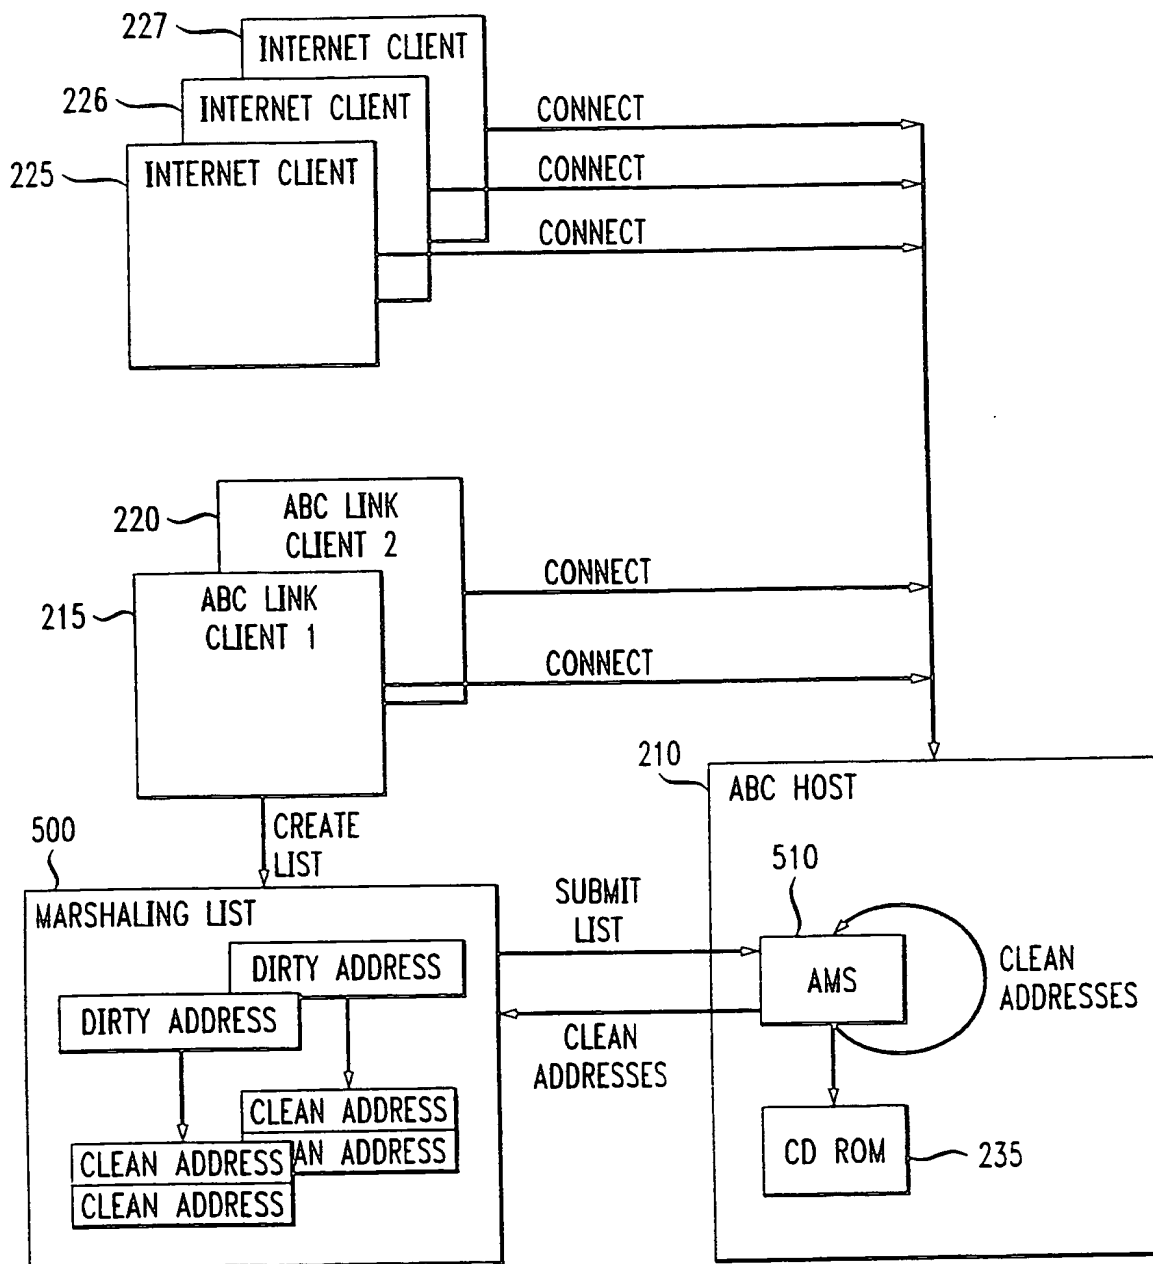 227
INTERNET CLIENT
226
INTERNET CLIENT
CONNECT
225
INTERNET CLIENT
CONNECT
CONNECT
220
ABC LINK
CLIENT 2
CONNECT
215
ABC LINK
CLIENT 1
CONNECT
210
ABC HOST
500
CREATE
LIST
MARSHALING LIST
SUBMIT
LIST
510
AMS
CLEAN
ADDRESSES
DIRTY ADDRESS
DIRTY ADDRESS
CLEAN
ADDRESSES
CLEAN ADDRESS
AN ADDRESS
CLEAN ADDRESS
CLEAN ADDRESS
CD ROM
235